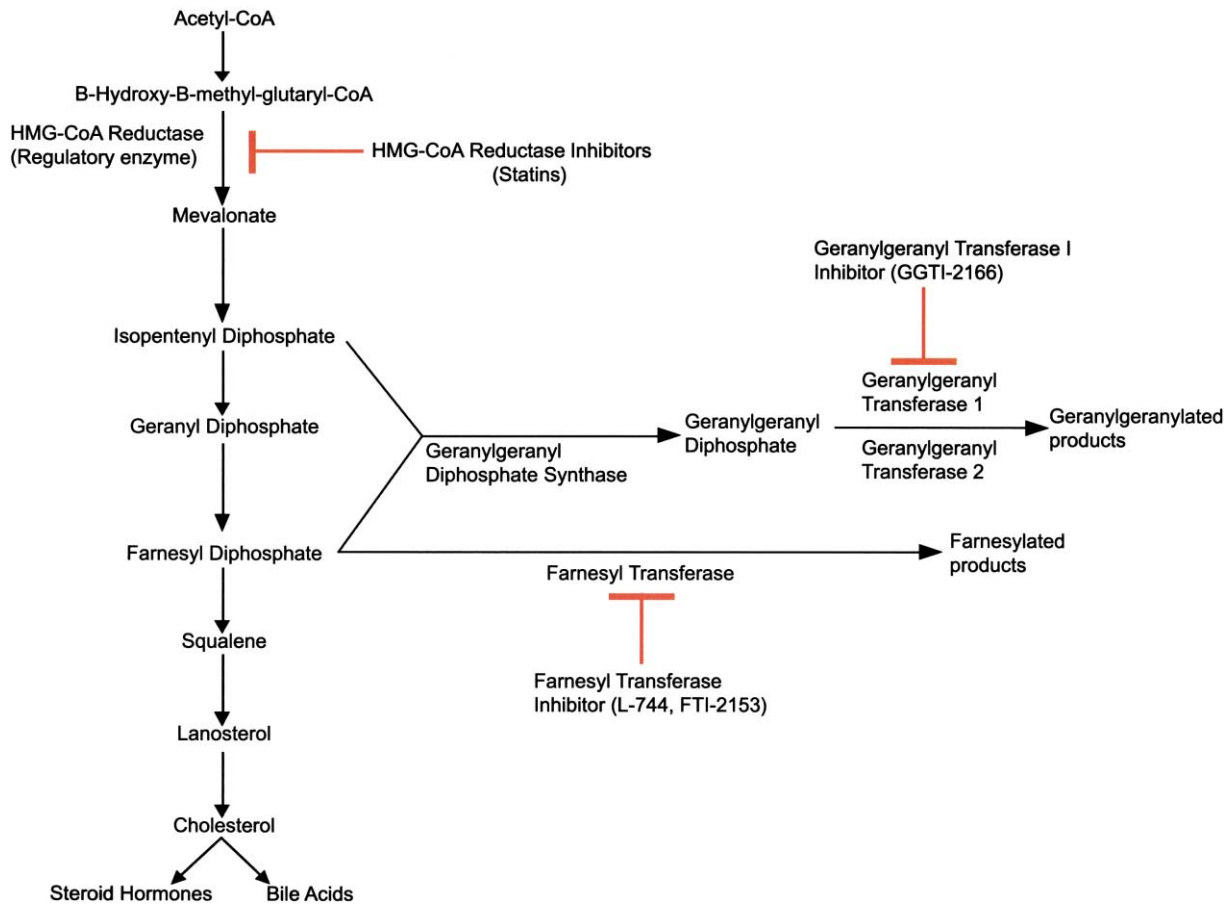 Acetyl-CoA
B-Hydroxy-B-methyl-glutaryl-CoA
HMG-CoA Reductase
(Regulatory enzyme)
HMG-CoA Reductase Inhibitors
(Statins)
Mevalonate
Geranylgeranyl Transferase I
Inhibitor (GGTI-2166)
Isopentenyl Diphosphate
Geranylgeranyl
Transferase 1
Geranyl Diphosphate
Geranylgeranyl
Diphosphate
Geranylgeranylated
products
Geranylgeranyl
Diphosphate Synthase
Geranylgeranyl
Transferase 2
Farnesyl Diphosphate
Farnesylated
products
Farnesyl Transferase
Squalene
Farnesyl Transferase
Inhibitor (L-744, FTI-2153)
Lanosterol
Cholesterol
Steroid Hormones
Bile Acids